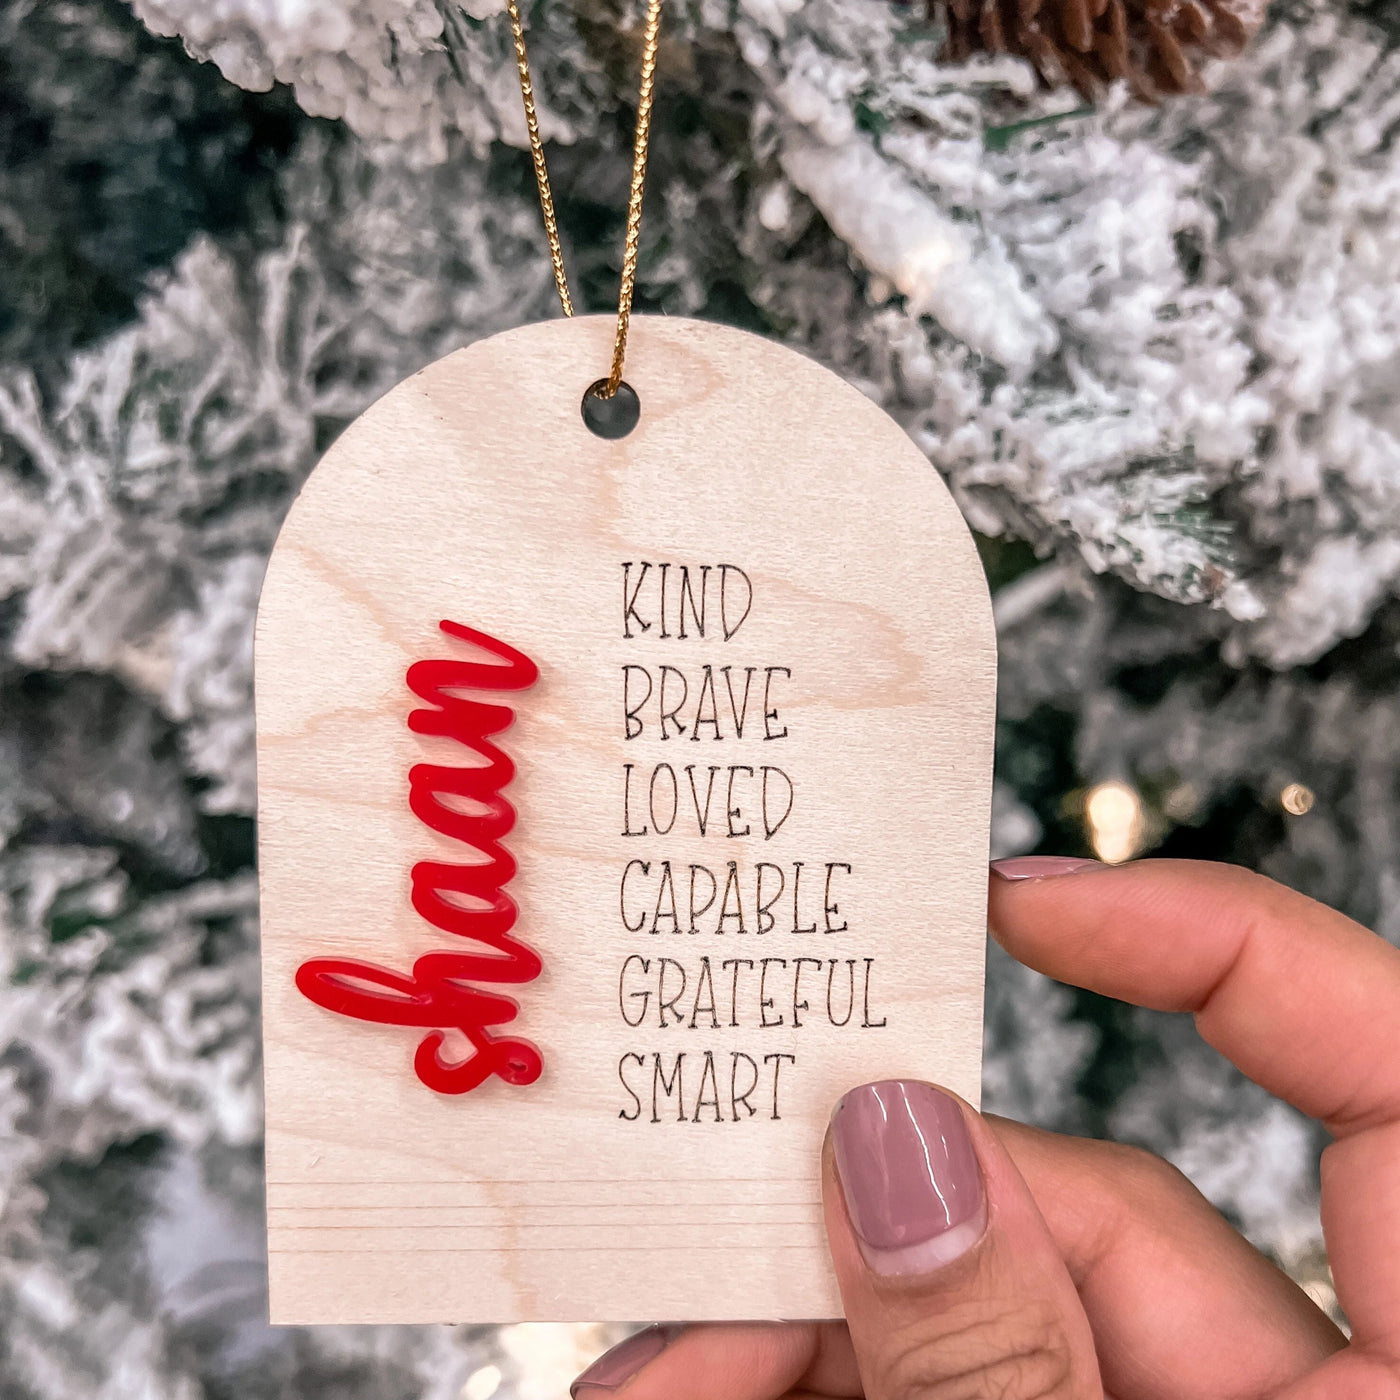 shaan
KIND
BRAVE
LOVED
CAPABLE
GRATEFUL
SMART